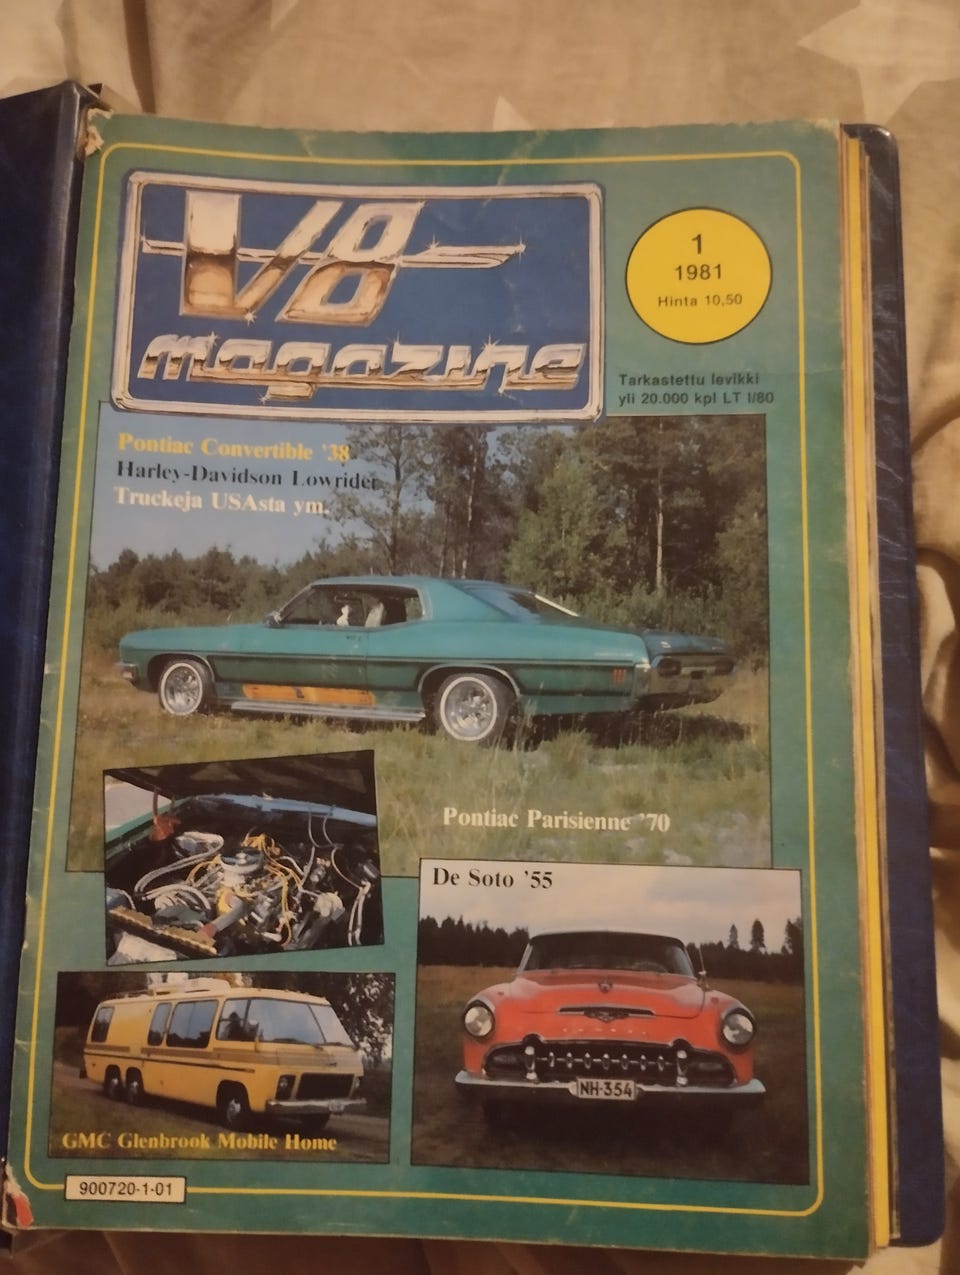 V8
magazine
1
1981
Hinta 10,50
Tarkastettu levikki
yli 20.000 kpl LT I/80
Pontiac Convertible '38
Harley-Davidson Lowrider
Truckeja USAsta ym.
Pontiac Parisienne '70
De Soto '55
NH-354
GMC Glenbrook Mobile Home
900720-1-01